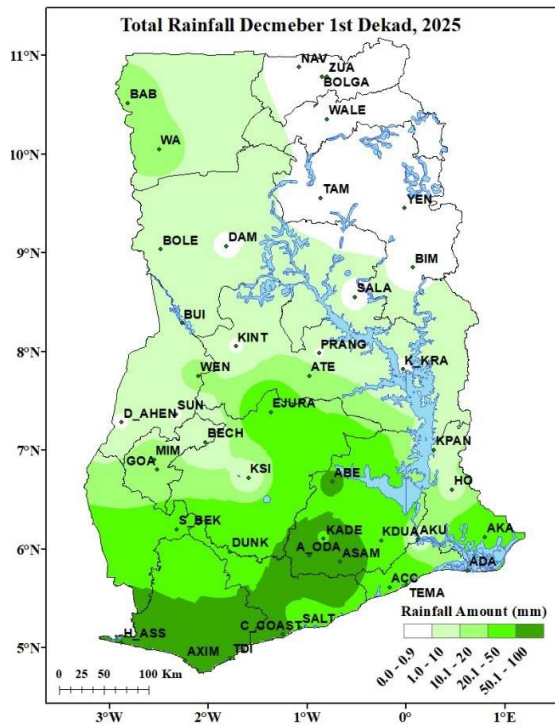 Total Rainfall Decmeber 1st Dekad, 2025
11°N
NAV
ZUA
BOLGA
BAB
WALE
WA
10°N
TAM
YEN
BOLE
DAM
9°N
BIM
SALA
BUI
KINT
PRANG
8°N
WEN
ATE
K_KRA
D_AHEN
SUN
EJURA
BECH
KPAN
7°N
MIM
GOA
KSI
ABE
HO
S_BEK
KADE
KDUA
AKU
AKA
DUNK
A_ODA
ASAM
6°N
ADA
ACC
TEMA
SALT
C_COAST
H_ASS
TDI
AXIM
5°N
Rainfall Amount (mm)
0.0 - 0.9
1.0 - 10
10.1 - 20
20.1 - 50
50.1 - 100
0 25 50 100 Km
3°W 2°W 1°W 0° 1°E